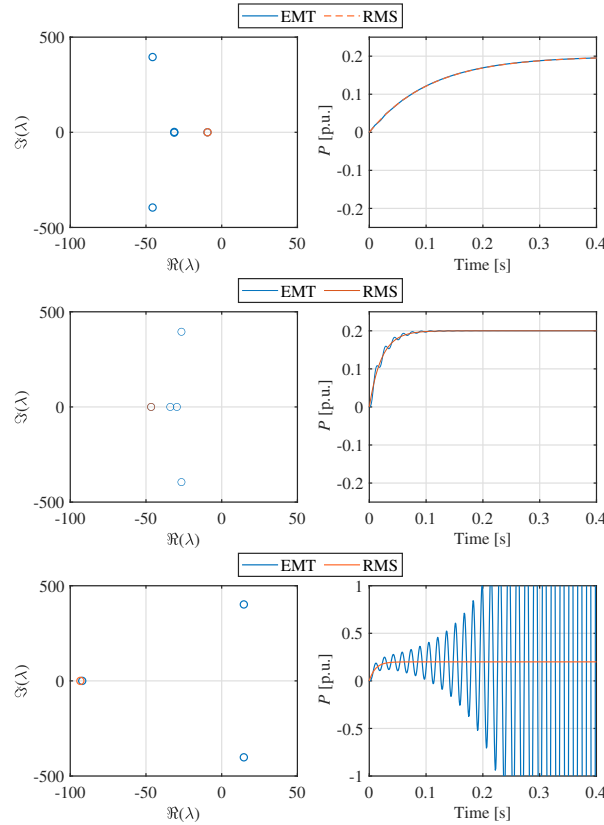 EMT RMS
500
0
-500
ℑ(λ)
-100 -50 0 50
ℜ(λ)
0.2
0.1
0
-0.1
-0.2
P [p.u.]
0 0.1 0.2 0.3 0.4
Time [s]
EMT RMS
500
0
-500
ℑ(λ)
-100 -50 0 50
ℜ(λ)
0.2
0.1
0
-0.1
-0.2
P [p.u.]
0 0.1 0.2 0.3 0.4
Time [s]
EMT RMS
500
0
-500
ℑ(λ)
-100 -50 0 50
ℜ(λ)
1
0.5
0
-0.5
-1
P [p.u.]
0 0.1 0.2 0.3 0.4
Time [s]